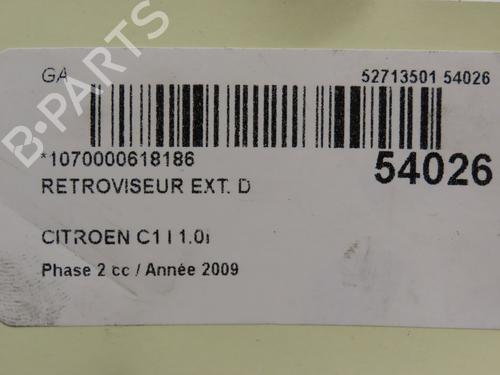 GA 52713501 54026
*1070000618186 54026
RETROVISEUR EXT. D
CITROEN C1 I 1.0i
Phase 2 cc / Année 2009
B-PARTS